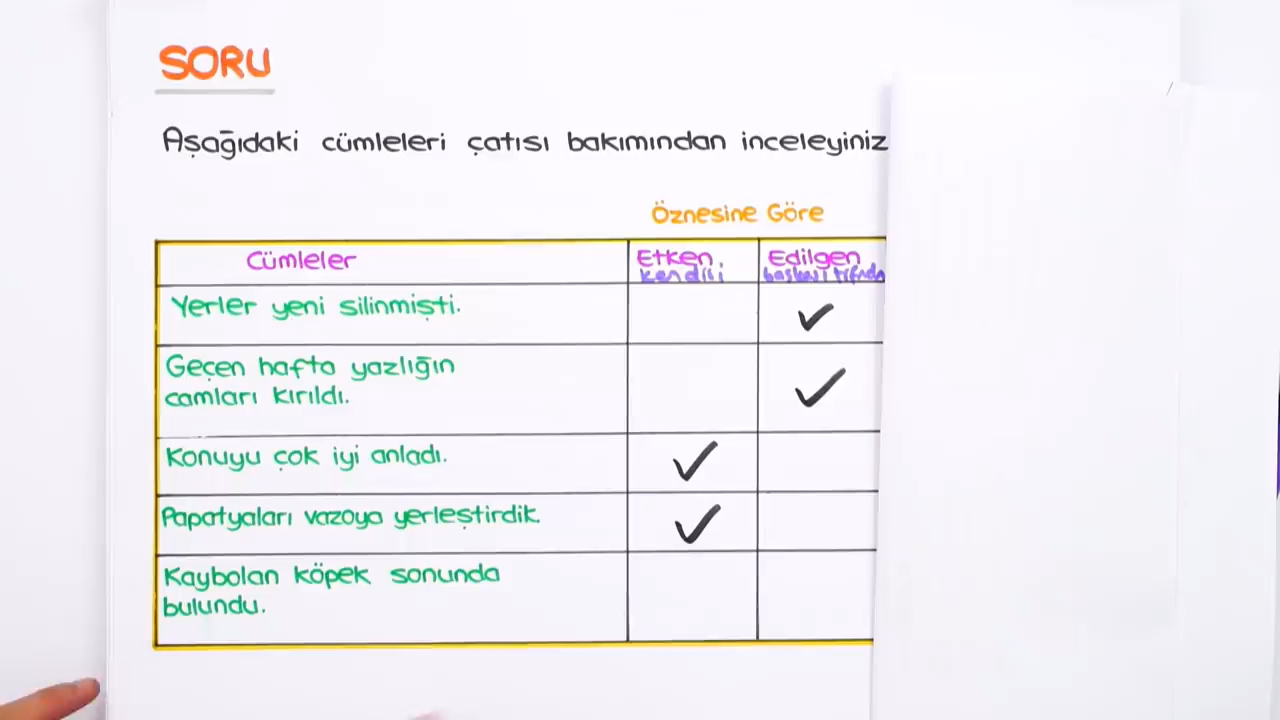 SORU
Aşağıdaki cümleleri çatısı bakımından inceleyiniz
Öznesine Göre
Cümleler Etken Edilgen
kendisi
Yerler yeni silinmişti. ✓
Geçen hafta yazlığın
camları kırıldı. ✓
Konuyu çok iyi anladı. ✓
Papatyaları vazoya yerleştirdik. ✓
Kaybolan köpek sonunda
bulundu.